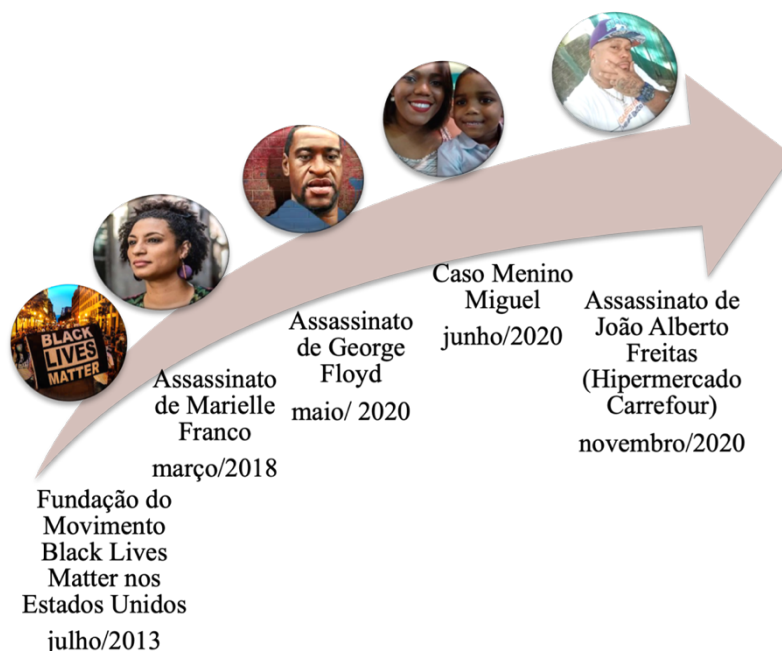 BLACK
LIVES
MATTER
Fundação do
Movimento
Black Lives
Matter nos
Estados Unidos
julho/2013
Assassinato
de Marielle
Franco
março/2018
Assassinato
de George
Floyd
maio/ 2020
Caso Menino
Miguel
junho/2020
Assassinato de
João Alberto
Freitas
(Hipermercado
Carrefour)
novembro/2020